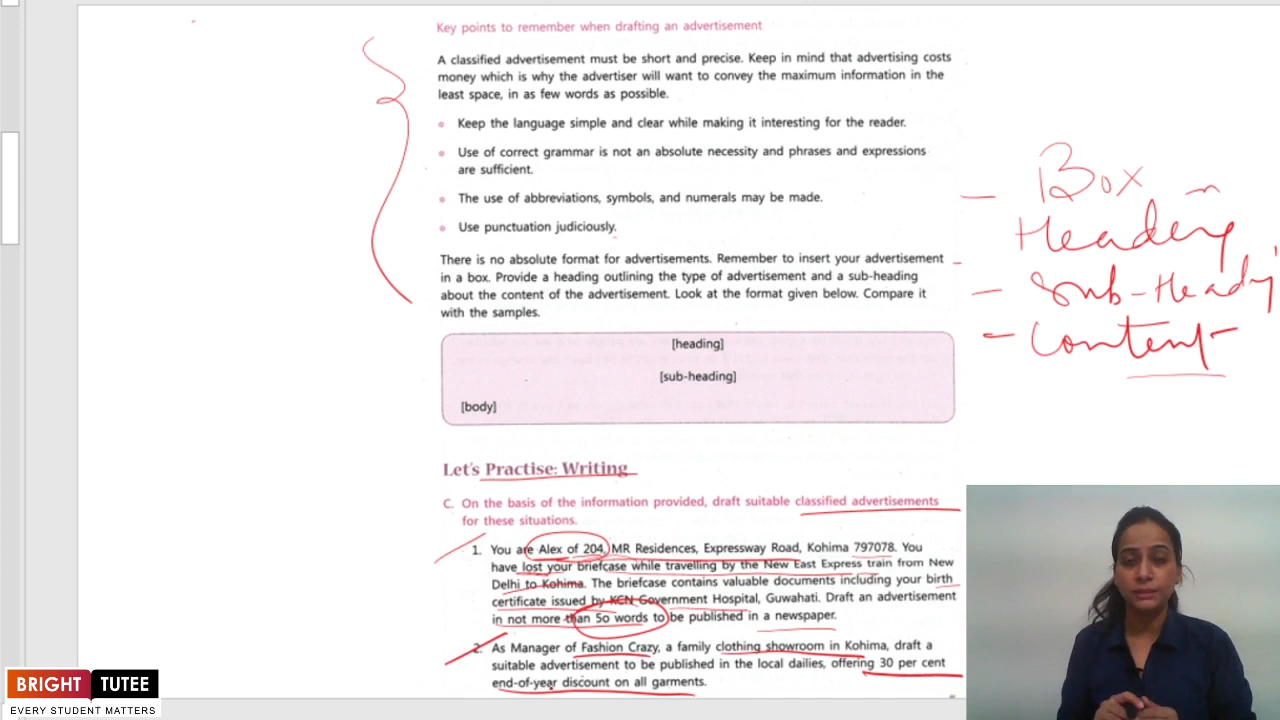 Key points to remember when drafting an advertisement
A classified advertisement must be short and precise. Keep in mind that advertising costs
money which is why the advertiser will want to convey the maximum information in the
least space, in as few words as possible.
Keep the language simple and clear while making it interesting for the reader.
Use of correct grammar is not an absolute necessity and phrases and expressions
are sufficient.
The use of abbreviations, symbols, and numerals may be made.
Use punctuation judiciously.
There is no absolute format for advertisements. Remember to insert your advertisement
in a box. Provide a heading outlining the type of advertisement and a sub-heading
about the content of the advertisement. Look at the format given below. Compare it
with the samples.
[heading]
[sub-heading]
[body]
- Box
Heading
- Sub-Heading
- Content
Let's Practise: Writing
C. On the basis of the information provided, draft suitable classified advertisements
for these situations.
1. You are Alex of 204, MR Residences, Expressway Road, Kohima 797078. You
have lost your briefcase while travelling by the New East Express train from New
Delhi to Kohima. The briefcase contains valuable documents including your birth
certificate issued by KCN Government Hospital, Guwahati. Draft an advertisement
in not more than 50 words to be published in a newspaper.
2. As Manager of Fashion Crazy, a family clothing showroom in Kohima, draft a
suitable advertisement to be published in the local dailies, offering 30 per cent
end-of-year discount on all garments.
BRIGHT TUTEE
EVERY STUDENT MATTERS